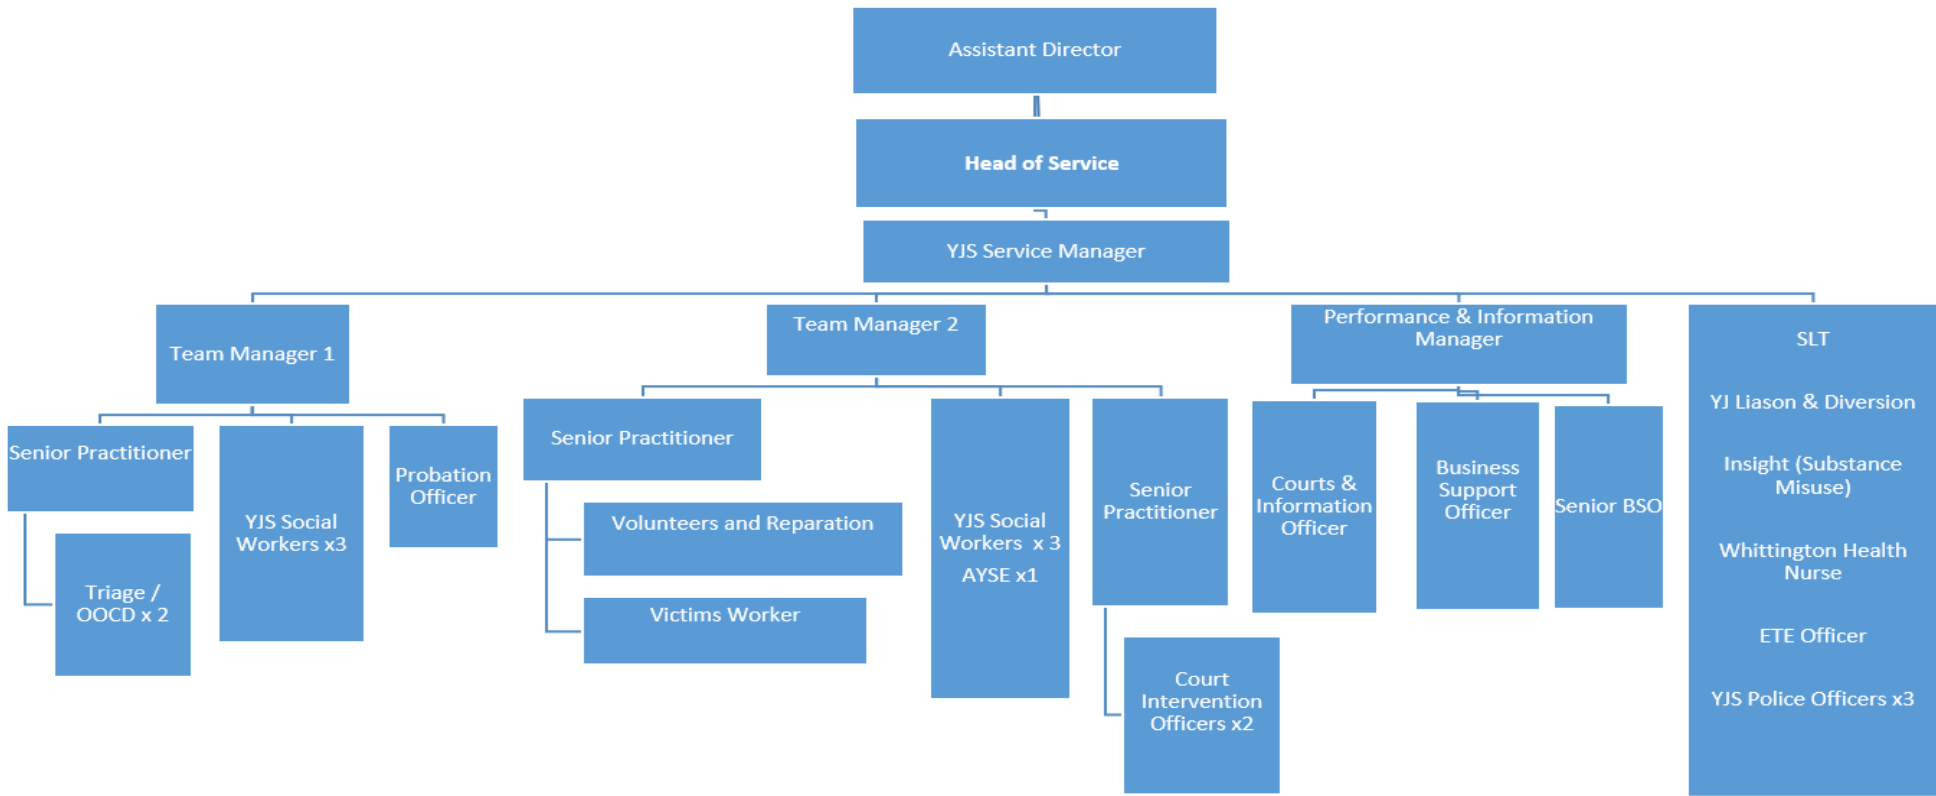 Assistant Director
Head of Service
YJS Service Manager
Team Manager 1
Team Manager 2
Performance & Information
Manager
SLT
YJ Liason & Diversion
Insight (Substance
Misuse)
Whittington Health
Nurse
ETE Officer
YJS Police Officers x3
Senior Practitioner
Triage /
OOCD x 2
YJS Social
Workers x3
Probation
Officer
Senior Practitioner
Volunteers and Reparation
Victims Worker
YJS Social
Workers  x 3
AYSE x1
Senior
Practitioner
Court
Intervention
Officers x2
Courts &
Information
Officer
Business
Support
Officer
Senior BSO